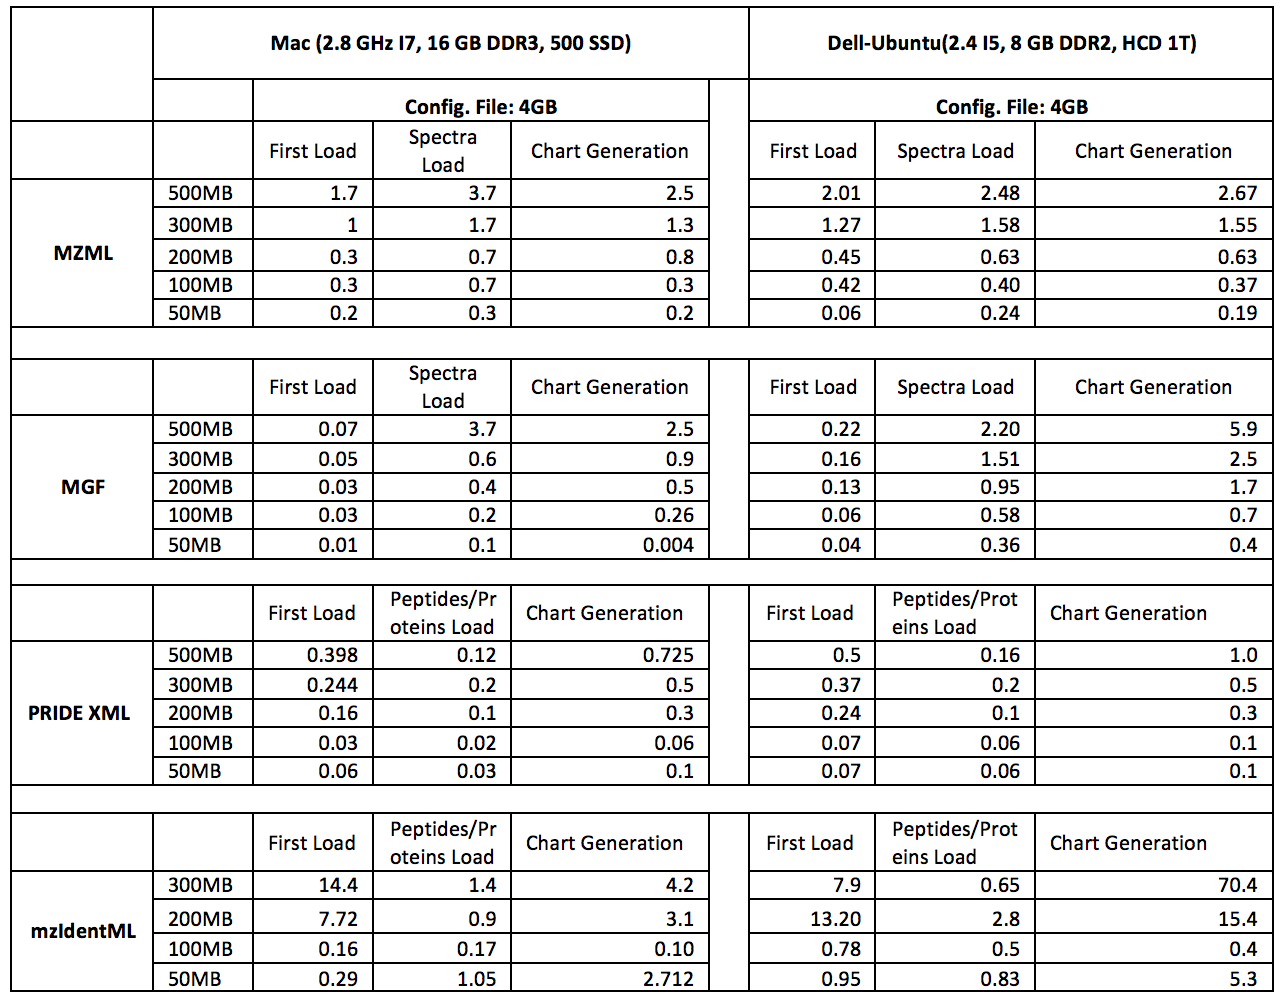 Mac (2.8 GHz I7, 16 GB DDR3, 500 SSD) Dell-Ubuntu(2.4 I5, 8 GB DDR2, HCD 1T)
Config. File: 4GB Config. File: 4GB
First Load Spectra Load Chart Generation First Load Spectra Load Chart Generation
MZML
500MB 1.7 3.7 2.5 2.01 2.48 2.67
300MB 1 1.7 1.3 1.27 1.58 1.55
200MB 0.3 0.7 0.8 0.45 0.63 0.63
100MB 0.3 0.7 0.3 0.42 0.40 0.37
50MB 0.2 0.3 0.2 0.06 0.24 0.19
First Load Spectra Load Chart Generation First Load Spectra Load Chart Generation
MGF
500MB 0.07 3.7 2.5 0.22 2.20 5.9
300MB 0.05 0.6 0.9 0.16 1.51 2.5
200MB 0.03 0.4 0.5 0.13 0.95 1.7
100MB 0.03 0.2 0.26 0.06 0.58 0.7
50MB 0.01 0.1 0.004 0.04 0.36 0.4
First Load Peptides/Pr oteins Load Chart Generation First Load Peptides/Prot eins Load Chart Generation
PRIDE XML
500MB 0.398 0.12 0.725 0.5 0.16 1.0
300MB 0.244 0.2 0.5 0.37 0.2 0.5
200MB 0.16 0.1 0.3 0.24 0.1 0.3
100MB 0.03 0.02 0.06 0.07 0.06 0.1
50MB 0.06 0.03 0.1 0.07 0.06 0.1
First Load Peptides/Pr oteins Load Chart Generation First Load Peptides/Prot eins Load Chart Generation
mzIdentML
300MB 14.4 1.4 4.2 7.9 0.65 70.4
200MB 7.72 0.9 3.1 13.20 2.8 15.4
100MB 0.16 0.17 0.10 0.78 0.5 0.4
50MB 0.29 1.05 2.712 0.95 0.83 5.3